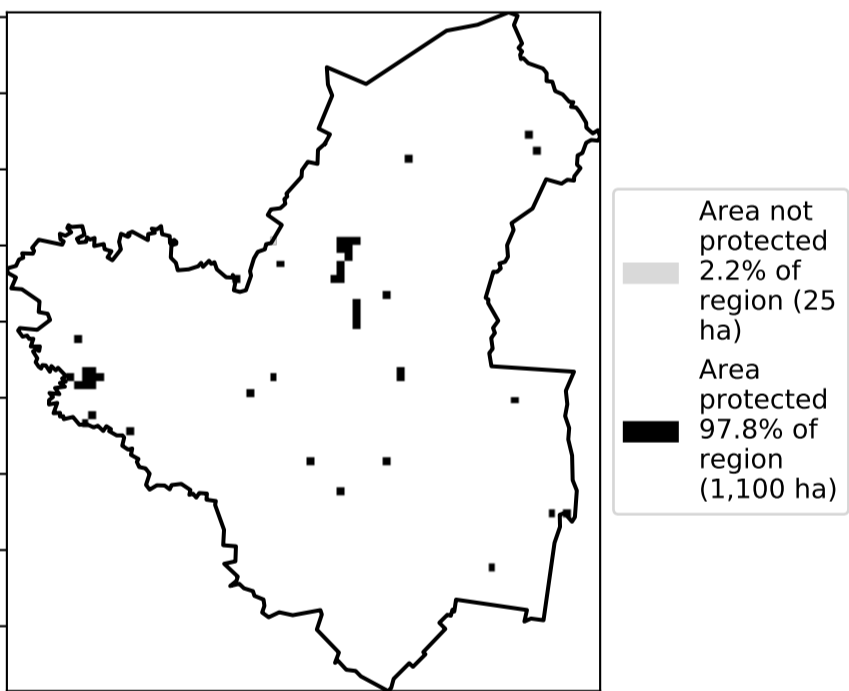 Area not
protected
2.2% of
region (25
ha)
Area
protected
97.8% of
region
(1,100 ha)